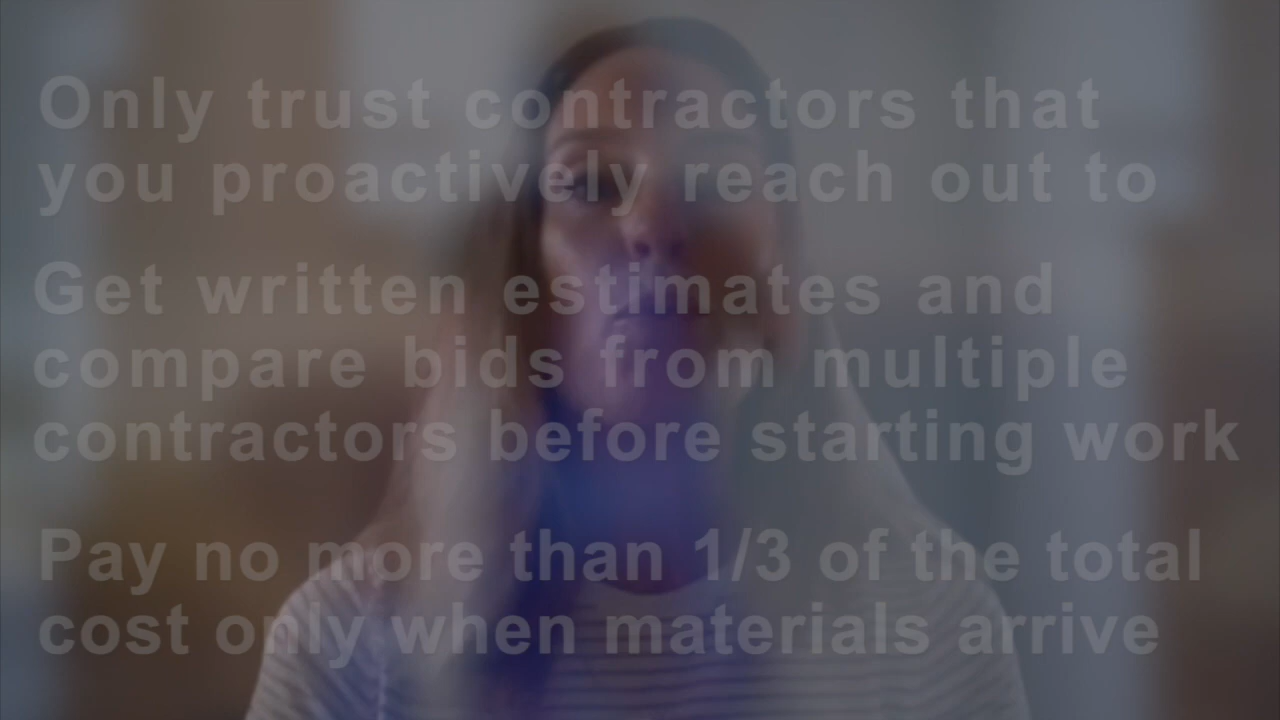 Only trust contractors that
you proactively reach out to
Get written estimates and
compare bids from multiple
contractors before starting work
Pay no more than 1/3 of the total
cost only when materials arrive